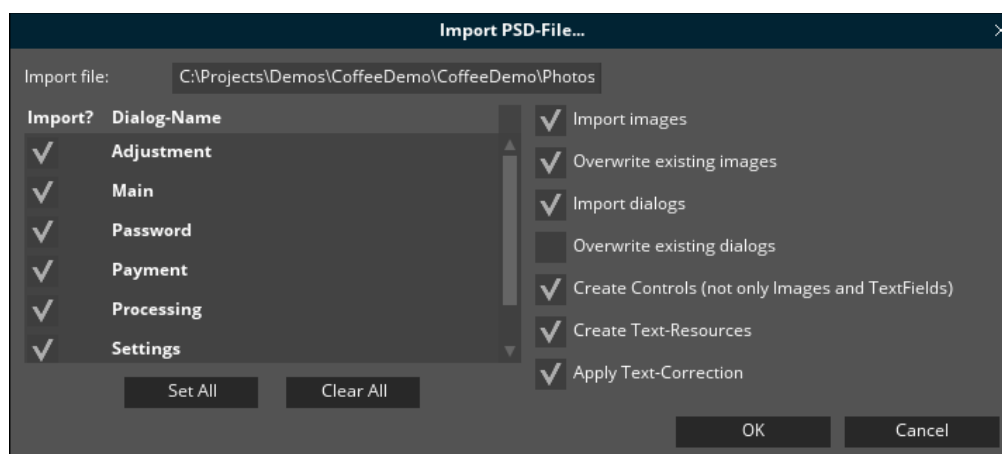 Import PSD-File...
Import file: C:\Projects\Demos\CoffeeDemo\CoffeeDemo\Photos
Import? Dialog-Name
Adjustment
Main
Password
Payment
Processing
Settings
Set All Clear All
Import images
Overwrite existing images
Import dialogs
Overwrite existing dialogs
Create Controls (not only Images and TextFields)
Create Text-Resources
Apply Text-Correction
OK Cancel